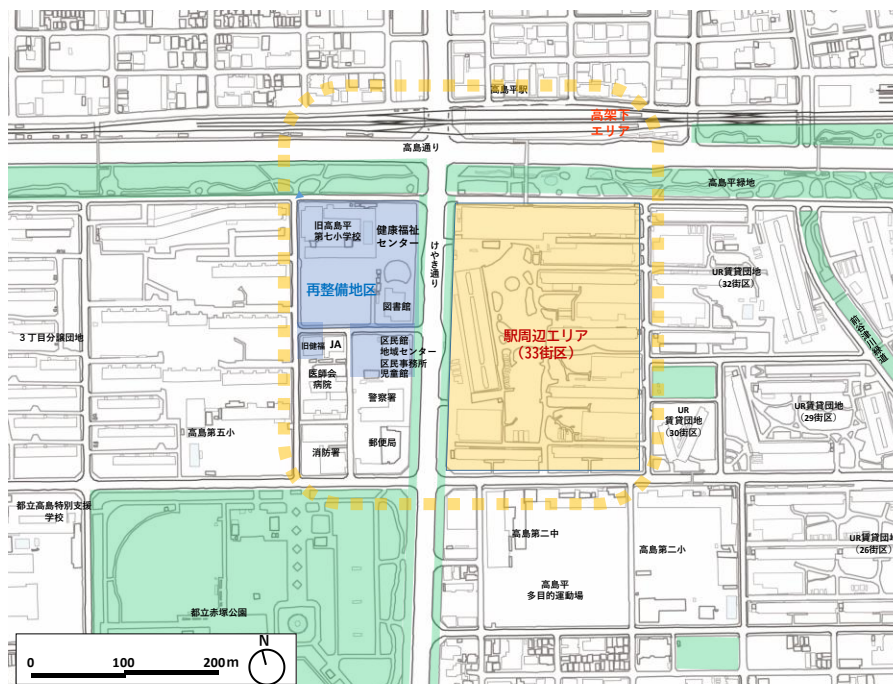 高島平駅
高架下
エリア
高島通り
高島平緑地
旧高島平
第七小学校
健康福祉
センター
けやき通り
再整備地区
図書館
UR賃貸団地
(32街区)
前谷津川緑道
3丁目分譲団地
旧健福
JA
区民館
地域センター
区民事務所
児童館
駅周辺エリア
(33街区)
医師会
病院
警察署
高島第五小
消防署
郵便局
UR
賃貸団地
(30街区)
UR賃貸団地
(29街区)
都立高島特別支援
学校
高島第二中
高島第二小
UR賃貸団地
(26街区)
高島平
多目的運動場
都立赤塚公園
N
0 100 200m